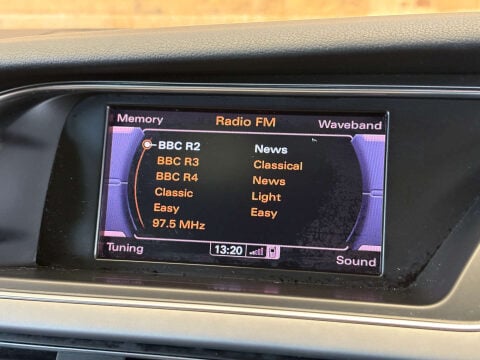 Memory Radio FM Waveband
BBC R2 News
BBC R3 Classical
BBC R4 News
Classic Light
Easy Easy
97.5 MHz
Tuning 13:20 Sound